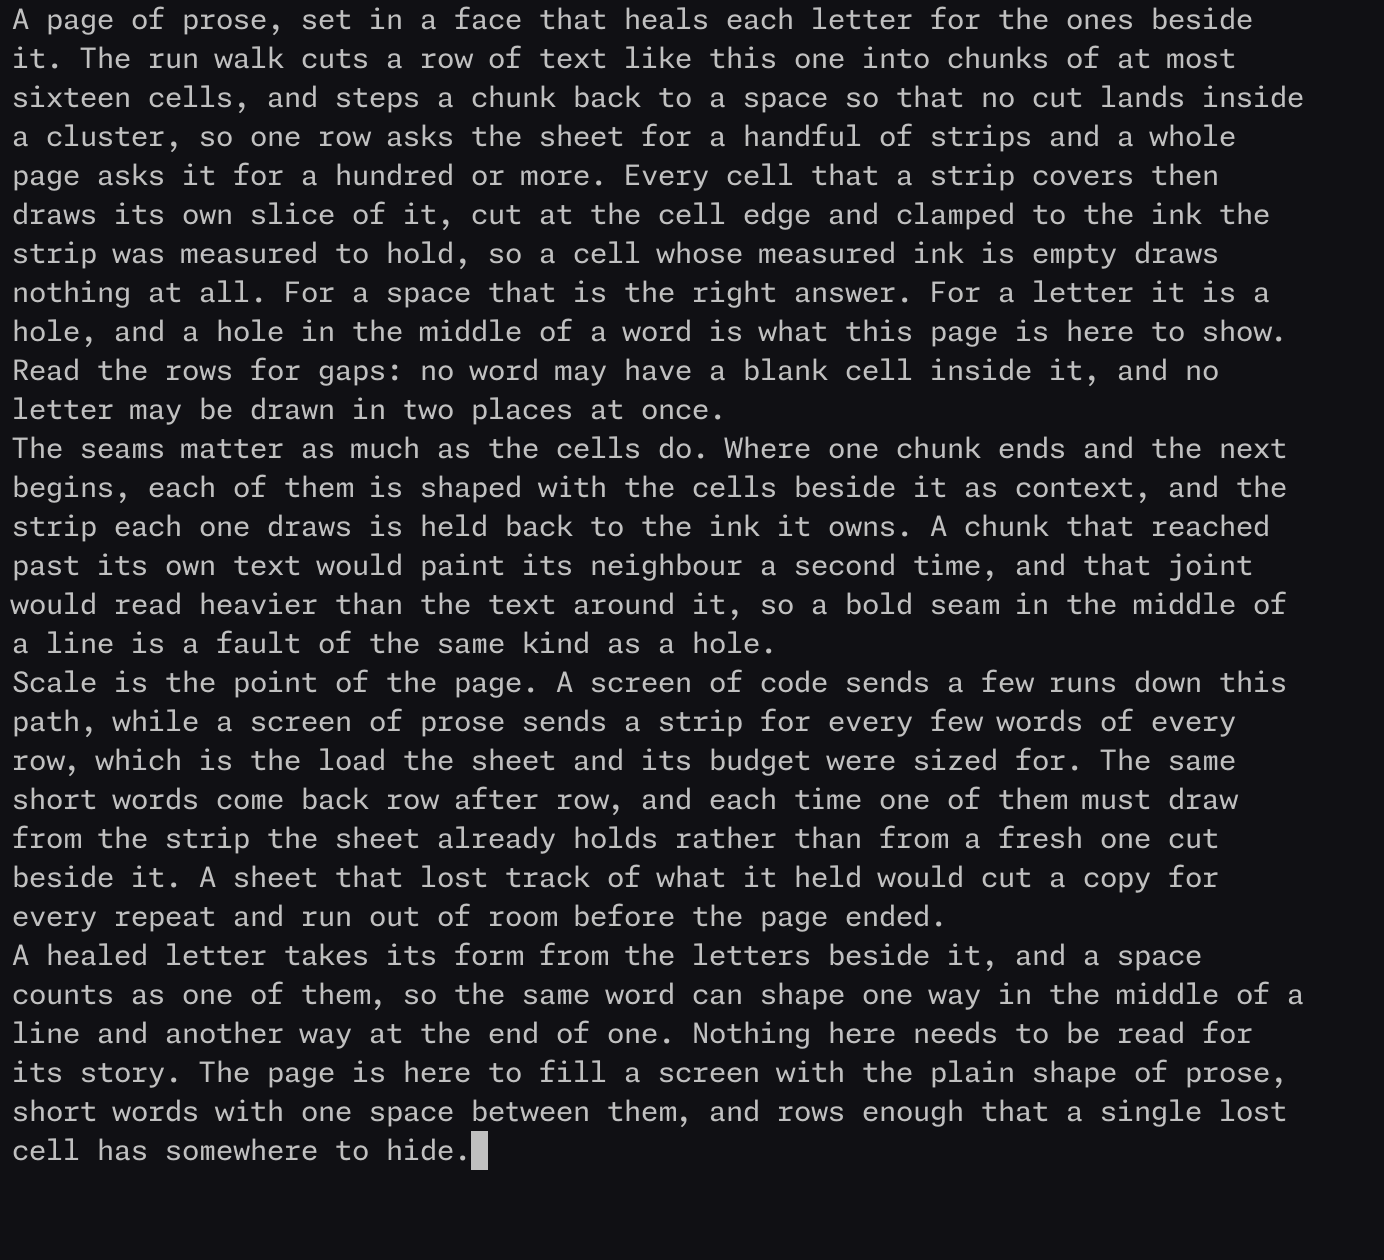 A page of prose, set in a face that heals each letter for the ones beside
it. The run walk cuts a row of text like this one into chunks of at most
sixteen cells, and steps a chunk back to a space so that no cut lands inside
a cluster, so one row asks the sheet for a handful of strips and a whole
page asks it for a hundred or more. Every cell that a strip covers then
draws its own slice of it, cut at the cell edge and clamped to the ink the
strip was measured to hold, so a cell whose measured ink is empty draws
nothing at all. For a space that is the right answer. For a letter it is a
hole, and a hole in the middle of a word is what this page is here to show.
Read the rows for gaps: no word may have a blank cell inside it, and no
letter may be drawn in two places at once.
The seams matter as much as the cells do. Where one chunk ends and the next
begins, each of them is shaped with the cells beside it as context, and the
strip each one draws is held back to the ink it owns. A chunk that reached
past its own text would paint its neighbour a second time, and that joint
would read heavier than the text around it, so a bold seam in the middle of
a line is a fault of the same kind as a hole.
Scale is the point of the page. A screen of code sends a few runs down this
path, while a screen of prose sends a strip for every few words of every
row, which is the load the sheet and its budget were sized for. The same
short words come back row after row, and each time one of them must draw
from the strip the sheet already holds rather than from a fresh one cut
beside it. A sheet that lost track of what it held would cut a copy for
every repeat and run out of room before the page ended.
A healed letter takes its form from the letters beside it, and a space
counts as one of them, so the same word can shape one way in the middle of a
line and another way at the end of one. Nothing here needs to be read for
its story. The page is here to fill a screen with the plain shape of prose,
short words with one space between them, and rows enough that a single lost
cell has somewhere to hide.